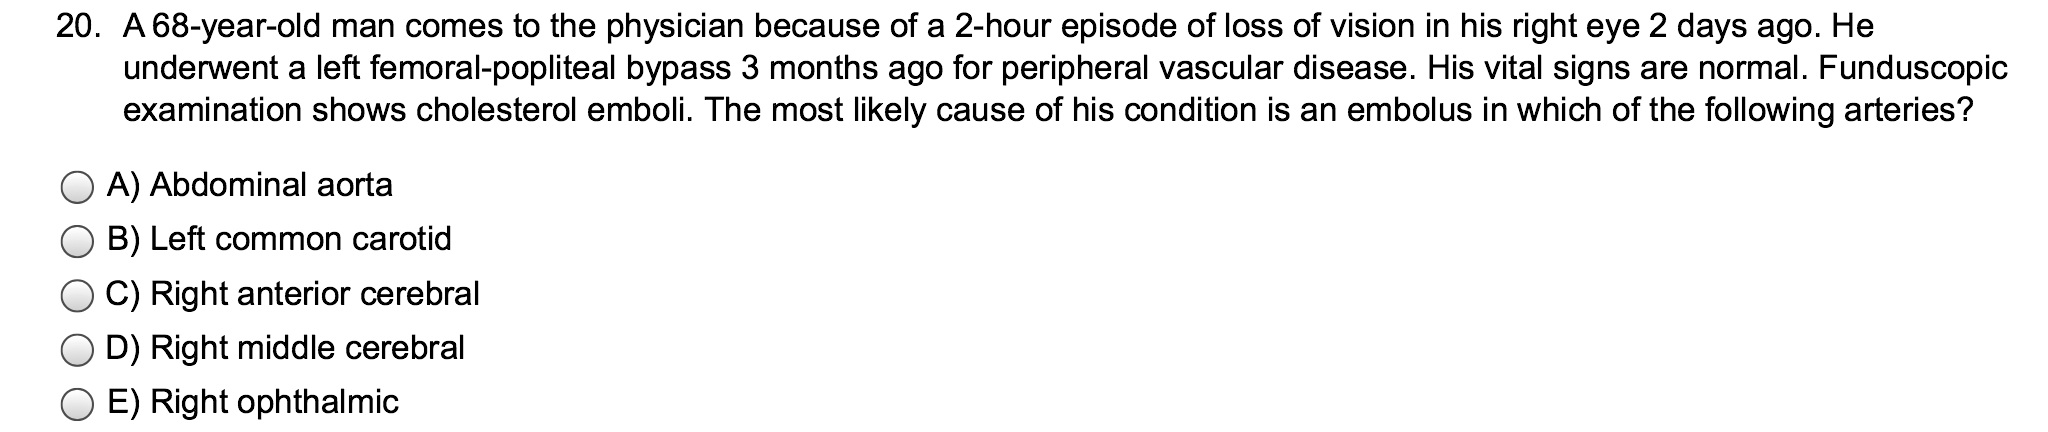 20. A 68-year-old man comes to the physician because of a 2-hour episode of loss of vision in his right eye 2 days ago. He
underwent a left femoral-popliteal bypass 3 months ago for peripheral vascular disease. His vital signs are normal. Funduscopic
examination shows cholesterol emboli. The most likely cause of his condition is an embolus in which of the following arteries?
A) Abdominal aorta
B) Left common carotid
C) Right anterior cerebral
D) Right middle cerebral
E) Right ophthalmic